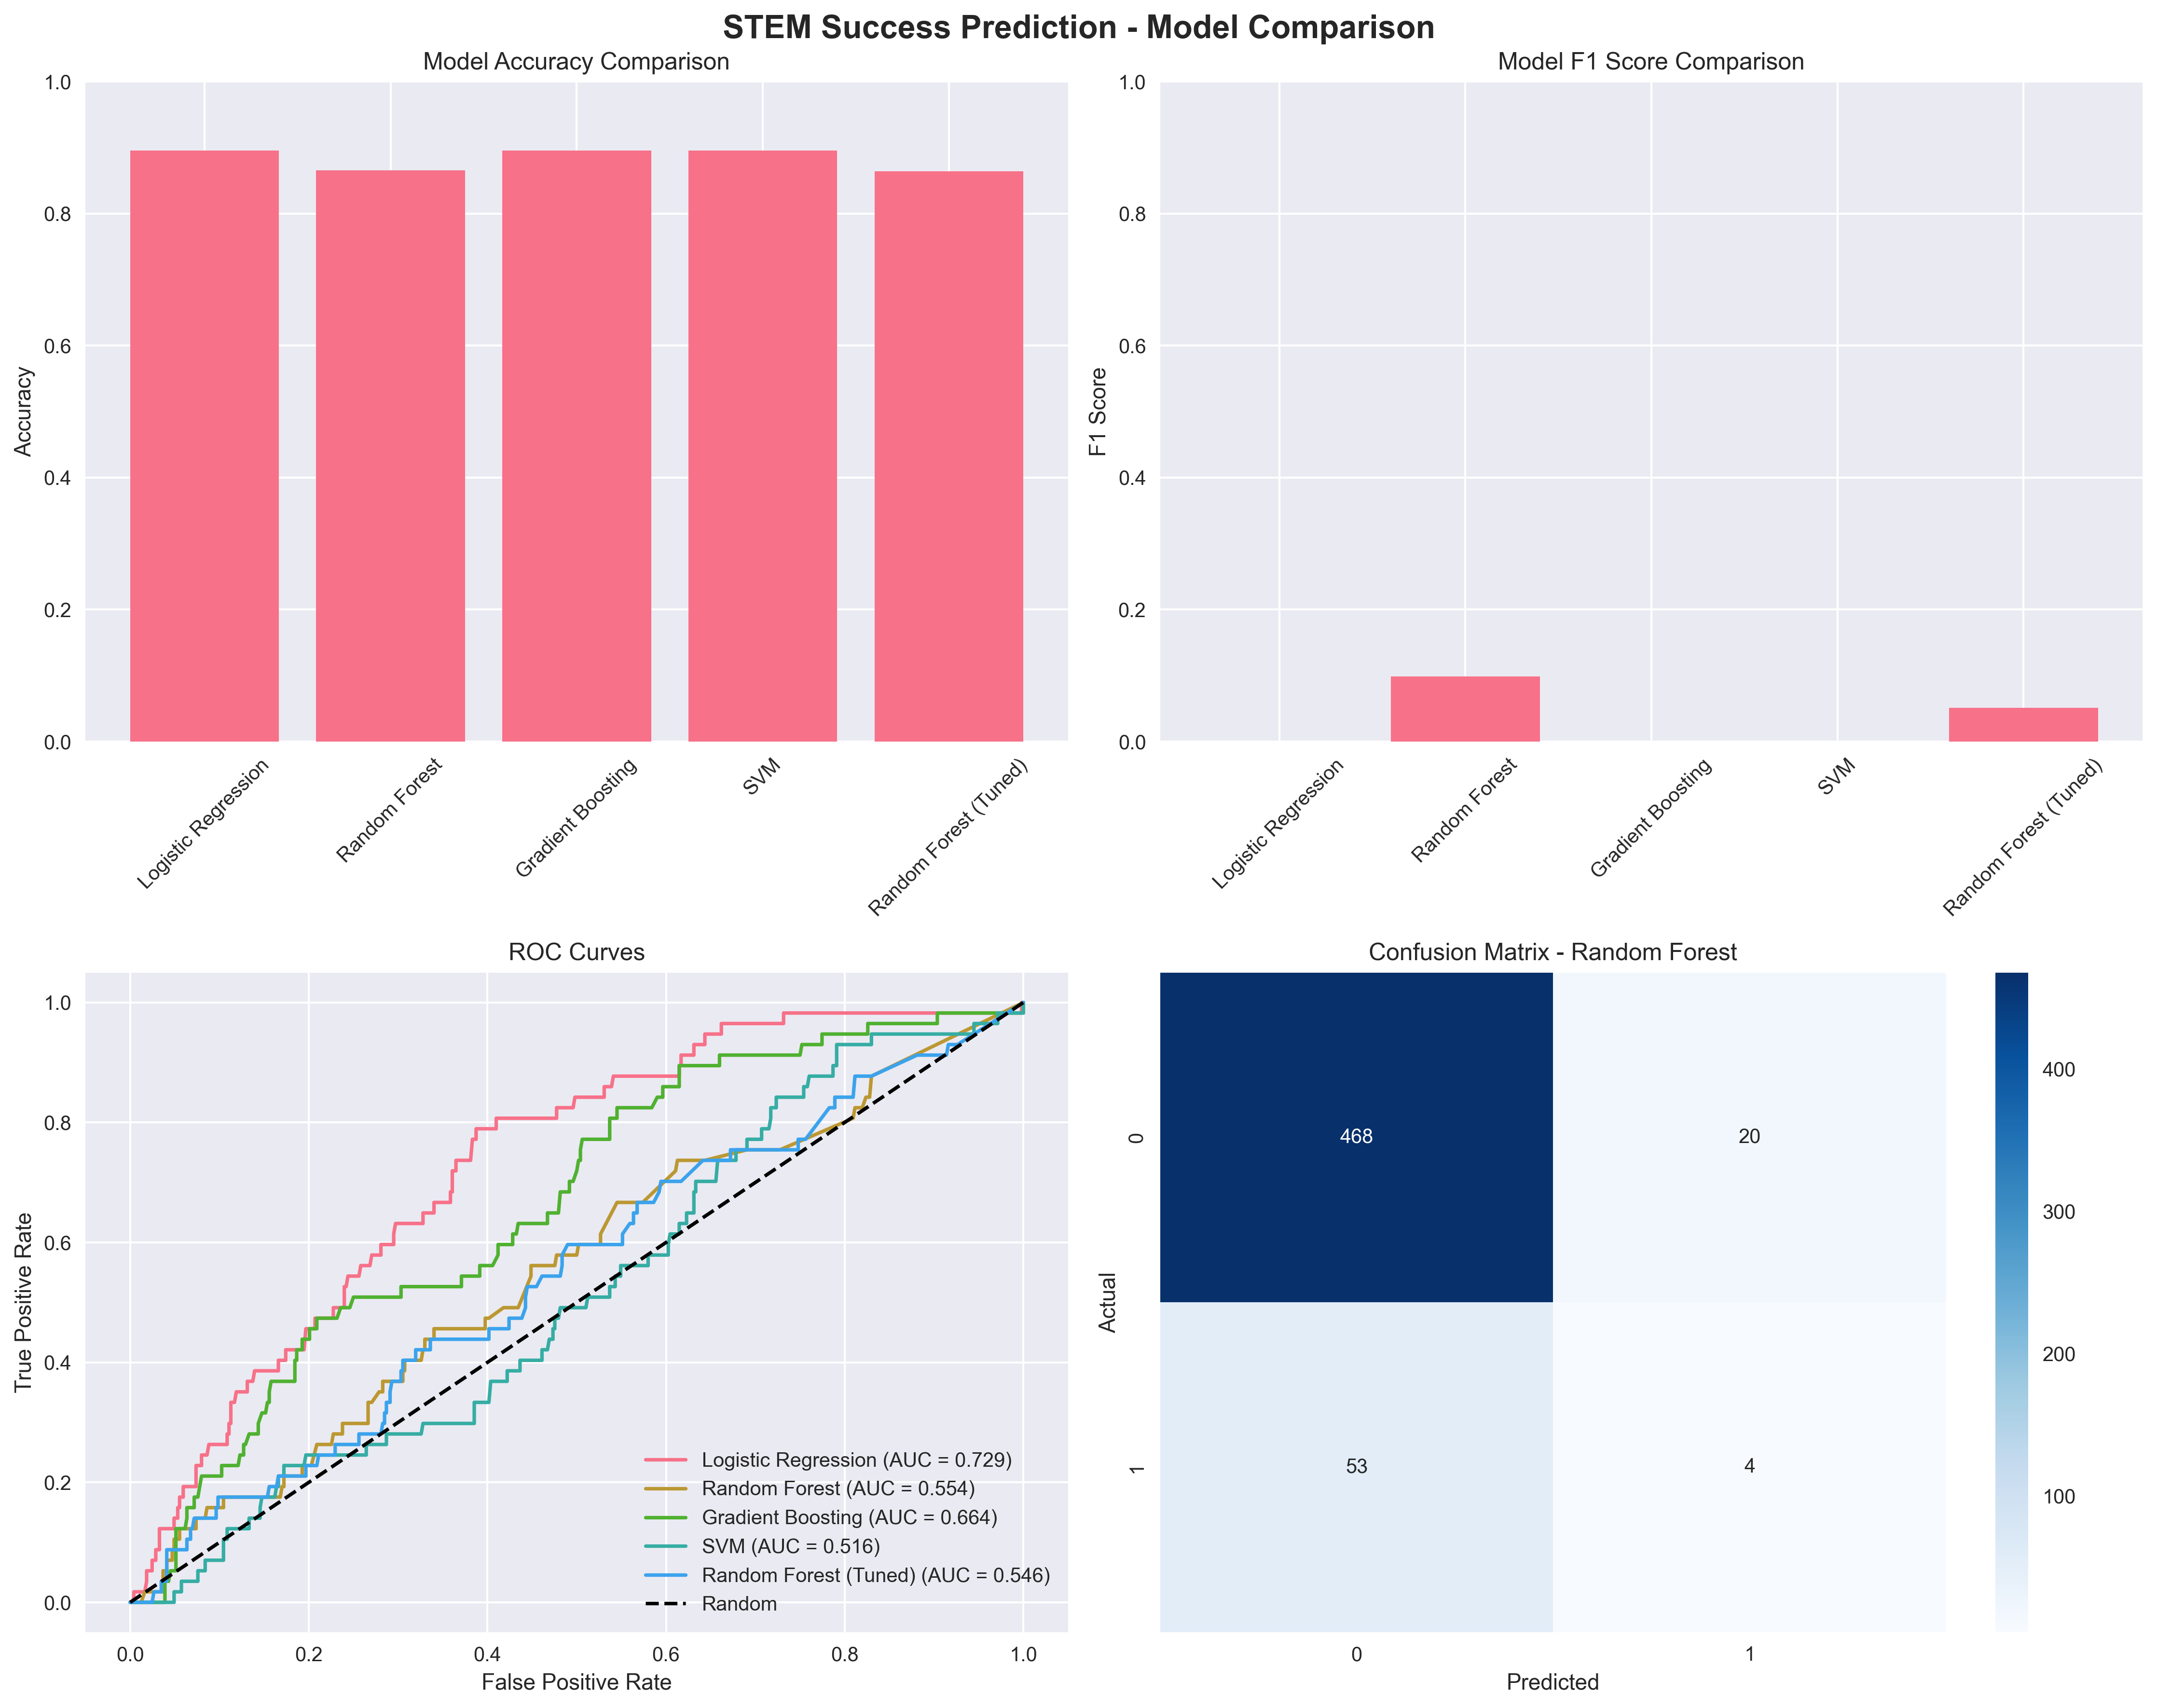 STEM Success Prediction - Model Comparison
Model Accuracy Comparison
1.0
0.8
0.6
0.4
0.2
0.0
Accuracy
Logistic Regression
Random Forest
Gradient Boosting
SVM
Random Forest (Tuned)
Model F1 Score Comparison
1.0
0.8
0.6
0.4
0.2
0.0
F1 Score
Logistic Regression
Random Forest
Gradient Boosting
SVM
Random Forest (Tuned)
ROC Curves
1.0
0.8
0.6
0.4
0.2
0.0
True Positive Rate
Logistic Regression (AUC = 0.729)
Random Forest (AUC = 0.554)
Gradient Boosting (AUC = 0.664)
SVM (AUC = 0.516)
Random Forest (Tuned) (AUC = 0.546)
Random
0.0 0.2 0.4 0.6 0.8 1.0
False Positive Rate
Confusion Matrix - Random Forest
0
1
Actual
468 20
53 4
0 1
Predicted
400
300
200
100